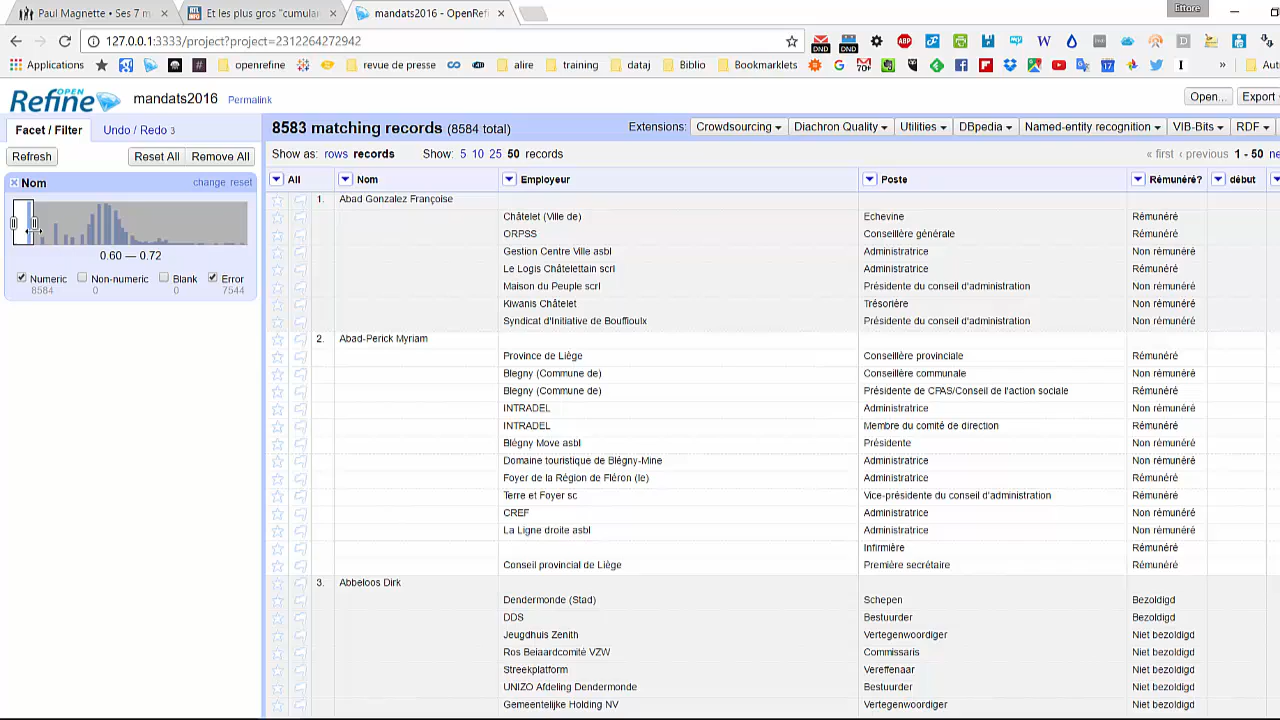 Paul Magnette • Ses 7 m
Et les plus gros "cumular
mandats2016 - OpenRefi
Ettore
127.0.0.1:3333/project?project=2312264272942
Applications
openrefine
revue de presse
alire
training
dataj
Biblio
Bookmarklets
»
Aut
OPEN
Refine
mandats2016
Permalink
Open...
Export
Facet / Filter
Undo / Redo 3
8583 matching records (8584 total)
Extensions:
Crowdsourcing
Diachron Quality
Utilities
DBpedia
Named-entity recognition
VIB-Bits
RDF
Refresh
Reset All
Remove All
Show as: rows records
Show: 5 10 25 50 records
« first ‹ previous 1 - 50 ne
Nom
change reset
0.60 — 0.72
Numeric 8584
Non-numeric 0
Blank 0
Error 7544
All Nom Employeur Poste Rémunéré? début
1. Abad Gonzalez Françoise
Châtelet (Ville de) Echevine Rémunéré
ORPSS Conseillère générale Rémunéré
Gestion Centre Ville asbl Administratrice Non rémunéré
Le Logis Châtelettain scrl Administratrice Rémunéré
Maison du Peuple scrl Présidente du conseil d'administration Non rémunéré
Kiwanis Châtelet Trésorière Non rémunéré
Syndicat d'Initiative de Bouffioulx Présidente du conseil d'administration Non rémunéré
2. Abad-Perick Myriam
Province de Liège Conseillère provinciale Rémunéré
Blegny (Commune de) Conseillère communale Rémunéré
Blegny (Commune de) Présidente de CPAS/Conseil de l'action sociale Rémunéré
INTRADEL Administratrice Rémunéré
INTRADEL Membre du comité de direction Rémunéré
Blégny Move asbl Présidente Non rémunéré
Domaine touristique de Blégny-Mine Administratrice Non rémunéré
Foyer de la Région de Fléron (le) Administratrice Rémunéré
Terre et Foyer sc Vice-présidente du conseil d'administration Rémunéré
CREF Administratrice Non rémunéré
La Ligne droite asbl Administratrice Non rémunéré
Infirmière Rémunéré
Conseil provincial de Liège Première secrétaire Rémunéré
3. Abbeloos Dirk
Dendermonde (Stad) Schepen Bezoldigd
DDS Bestuurder Bezoldigd
Jeugdhuis Zenith Vertegenwoordiger Niet bezoldigd
Ros Beiaardcomité VZW Commissaris Niet bezoldigd
Streekplatform Vereffenaar Niet bezoldigd
UNIZO Afdeling Dendermonde Bestuurder Niet bezoldigd
Gemeentelijke Holding NV Vertegenwoordiger Niet bezoldigd